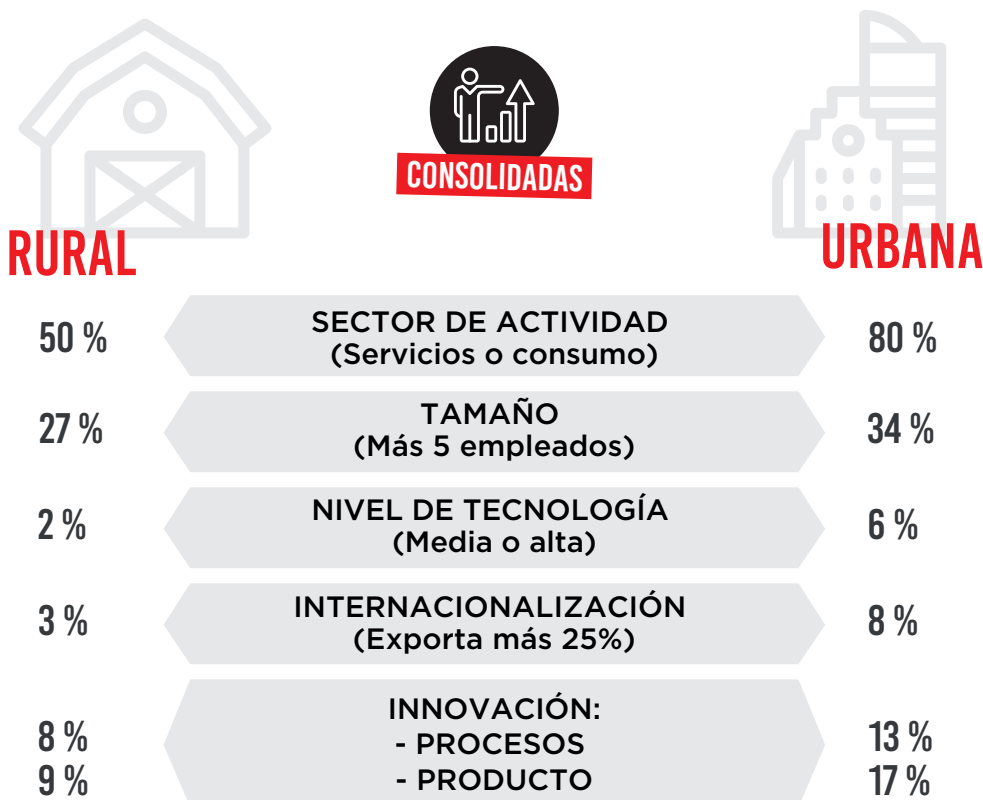 CONSOLIDADAS
RURAL
URBANA
50 %
SECTOR DE ACTIVIDAD
(Servicios o consumo)
80 %
27 %
TAMAÑO
(Más 5 empleados)
34 %
2 %
NIVEL DE TECNOLOGÍA
(Media o alta)
6 %
3 %
INTERNACIONALIZACIÓN
(Exporta más 25%)
8 %
INNOVACIÓN:
8 %
- PROCESOS
13 %
9 %
- PRODUCTO
17 %